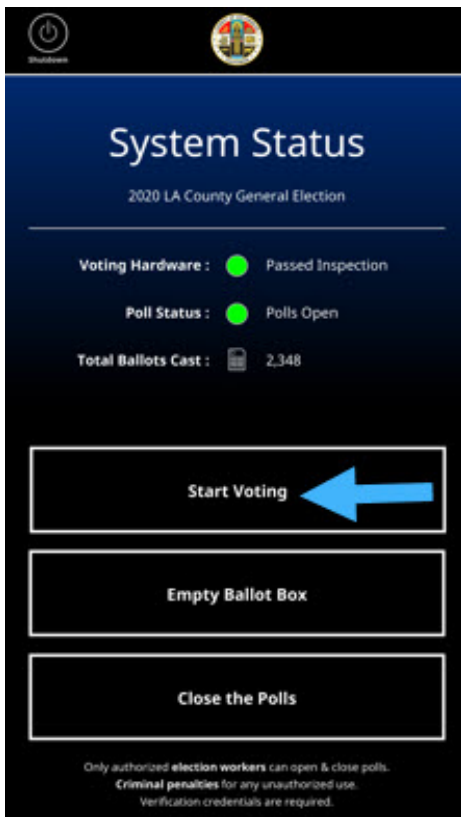 Shutdown
System Status
2020 LA County General Election
Voting Hardware : Passed Inspection
Poll Status : Polls Open
Total Ballots Cast : 2,348
Start Voting
Empty Ballot Box
Close the Polls
Only authorized election workers can open & close polls.
Criminal penalties for any unauthorized use.
Verification credentials are required.